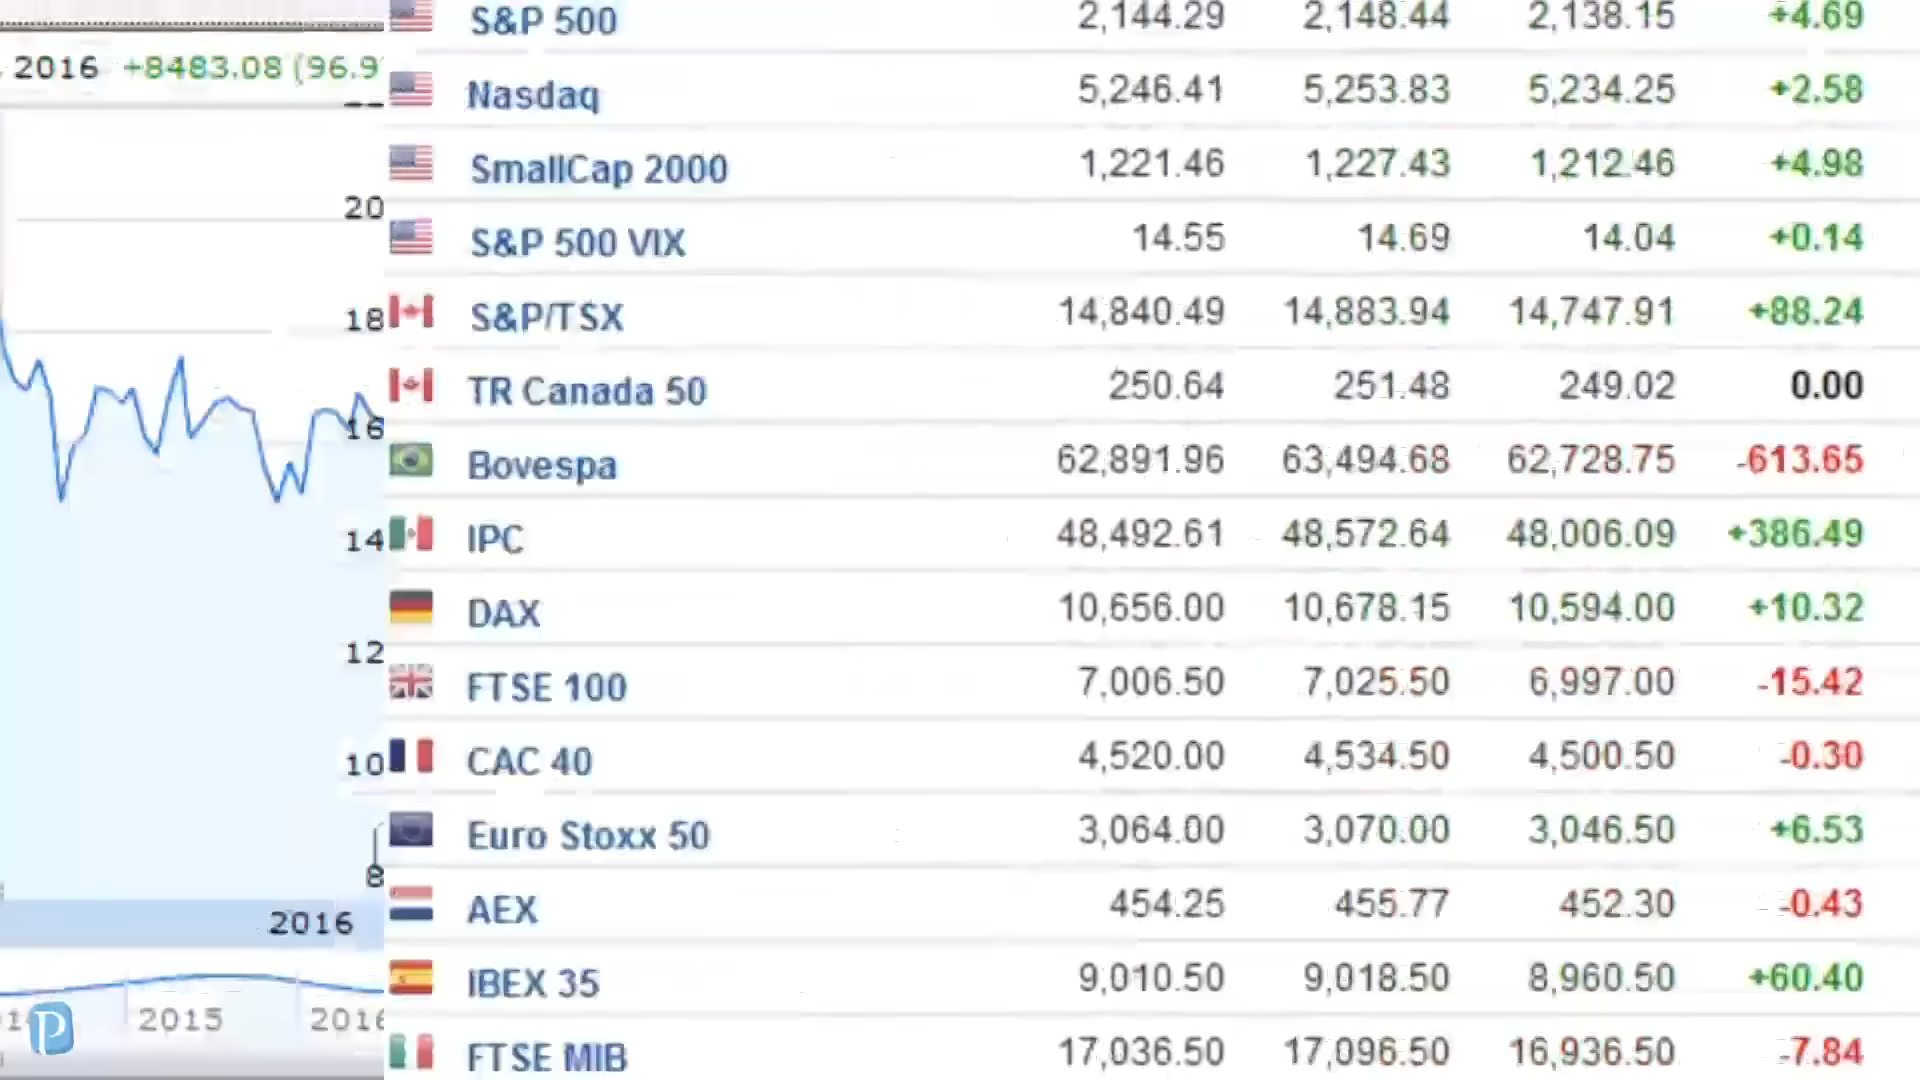 2016 +8483.08 (96.9
20
18
16
14
12
10
8
2016
2015 2016
P
S&P 500 2,144.29 2,148.44 2,138.15 +4.69
Nasdaq 5,246.41 5,253.83 5,234.25 +2.58
SmallCap 2000 1,221.46 1,227.43 1,212.46 +4.98
S&P 500 VIX 14.55 14.69 14.04 +0.14
S&P/TSX 14,840.49 14,883.94 14,747.91 +88.24
TR Canada 50 250.64 251.48 249.02 0.00
Bovespa 62,891.96 63,494.68 62,728.75 -613.65
IPC 48,492.61 48,572.64 48,006.09 +386.49
DAX 10,656.00 10,678.15 10,594.00 +10.32
FTSE 100 7,006.50 7,025.50 6,997.00 -15.42
CAC 40 4,520.00 4,534.50 4,500.50 -0.30
Euro Stoxx 50 3,064.00 3,070.00 3,046.50 +6.53
AEX 454.25 455.77 452.30 -0.43
IBEX 35 9,010.50 9,018.50 8,960.50 +60.40
FTSE MIB 17,036.50 17,096.50 16,936.50 -7.84